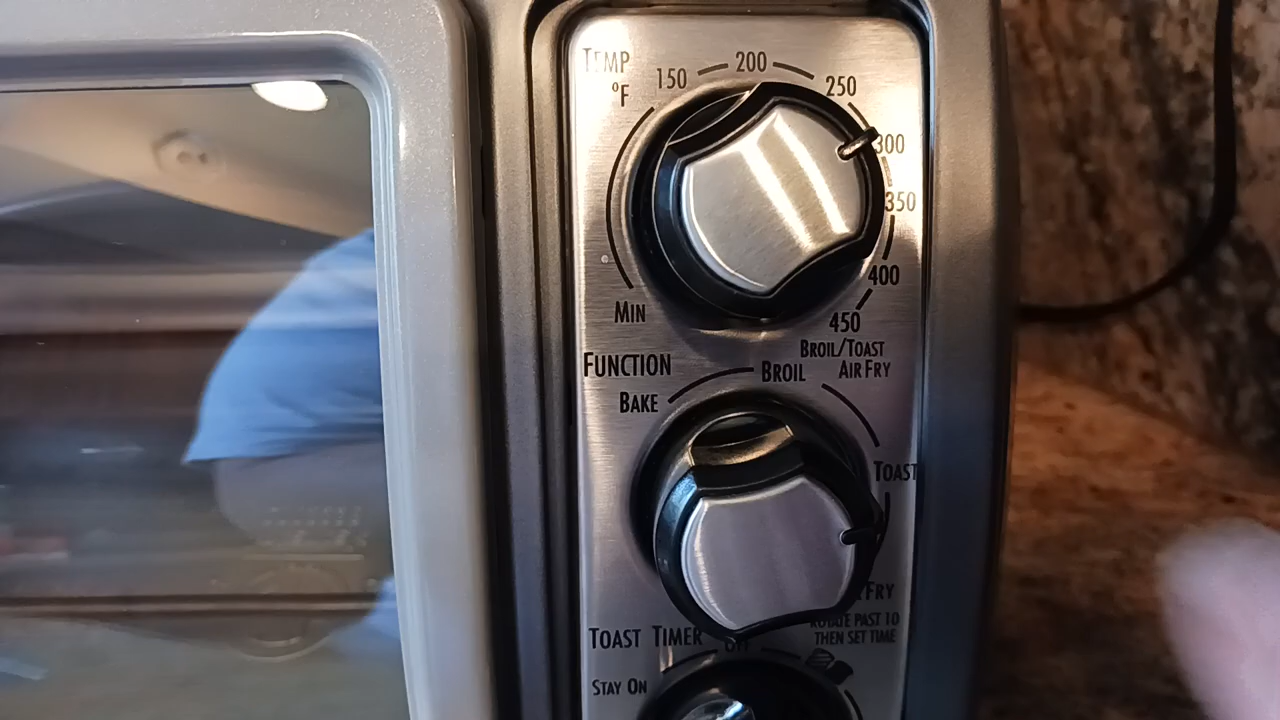 TEMP
°F
150
200
250
300
350
400
450
MIN
BROIL/TOAST
AIR FRY
FUNCTION
BAKE
BROIL
TOAST
FRY
ROTATE PAST 10
THEN SET TIME
TOAST TIMER
OFF
STAY ON